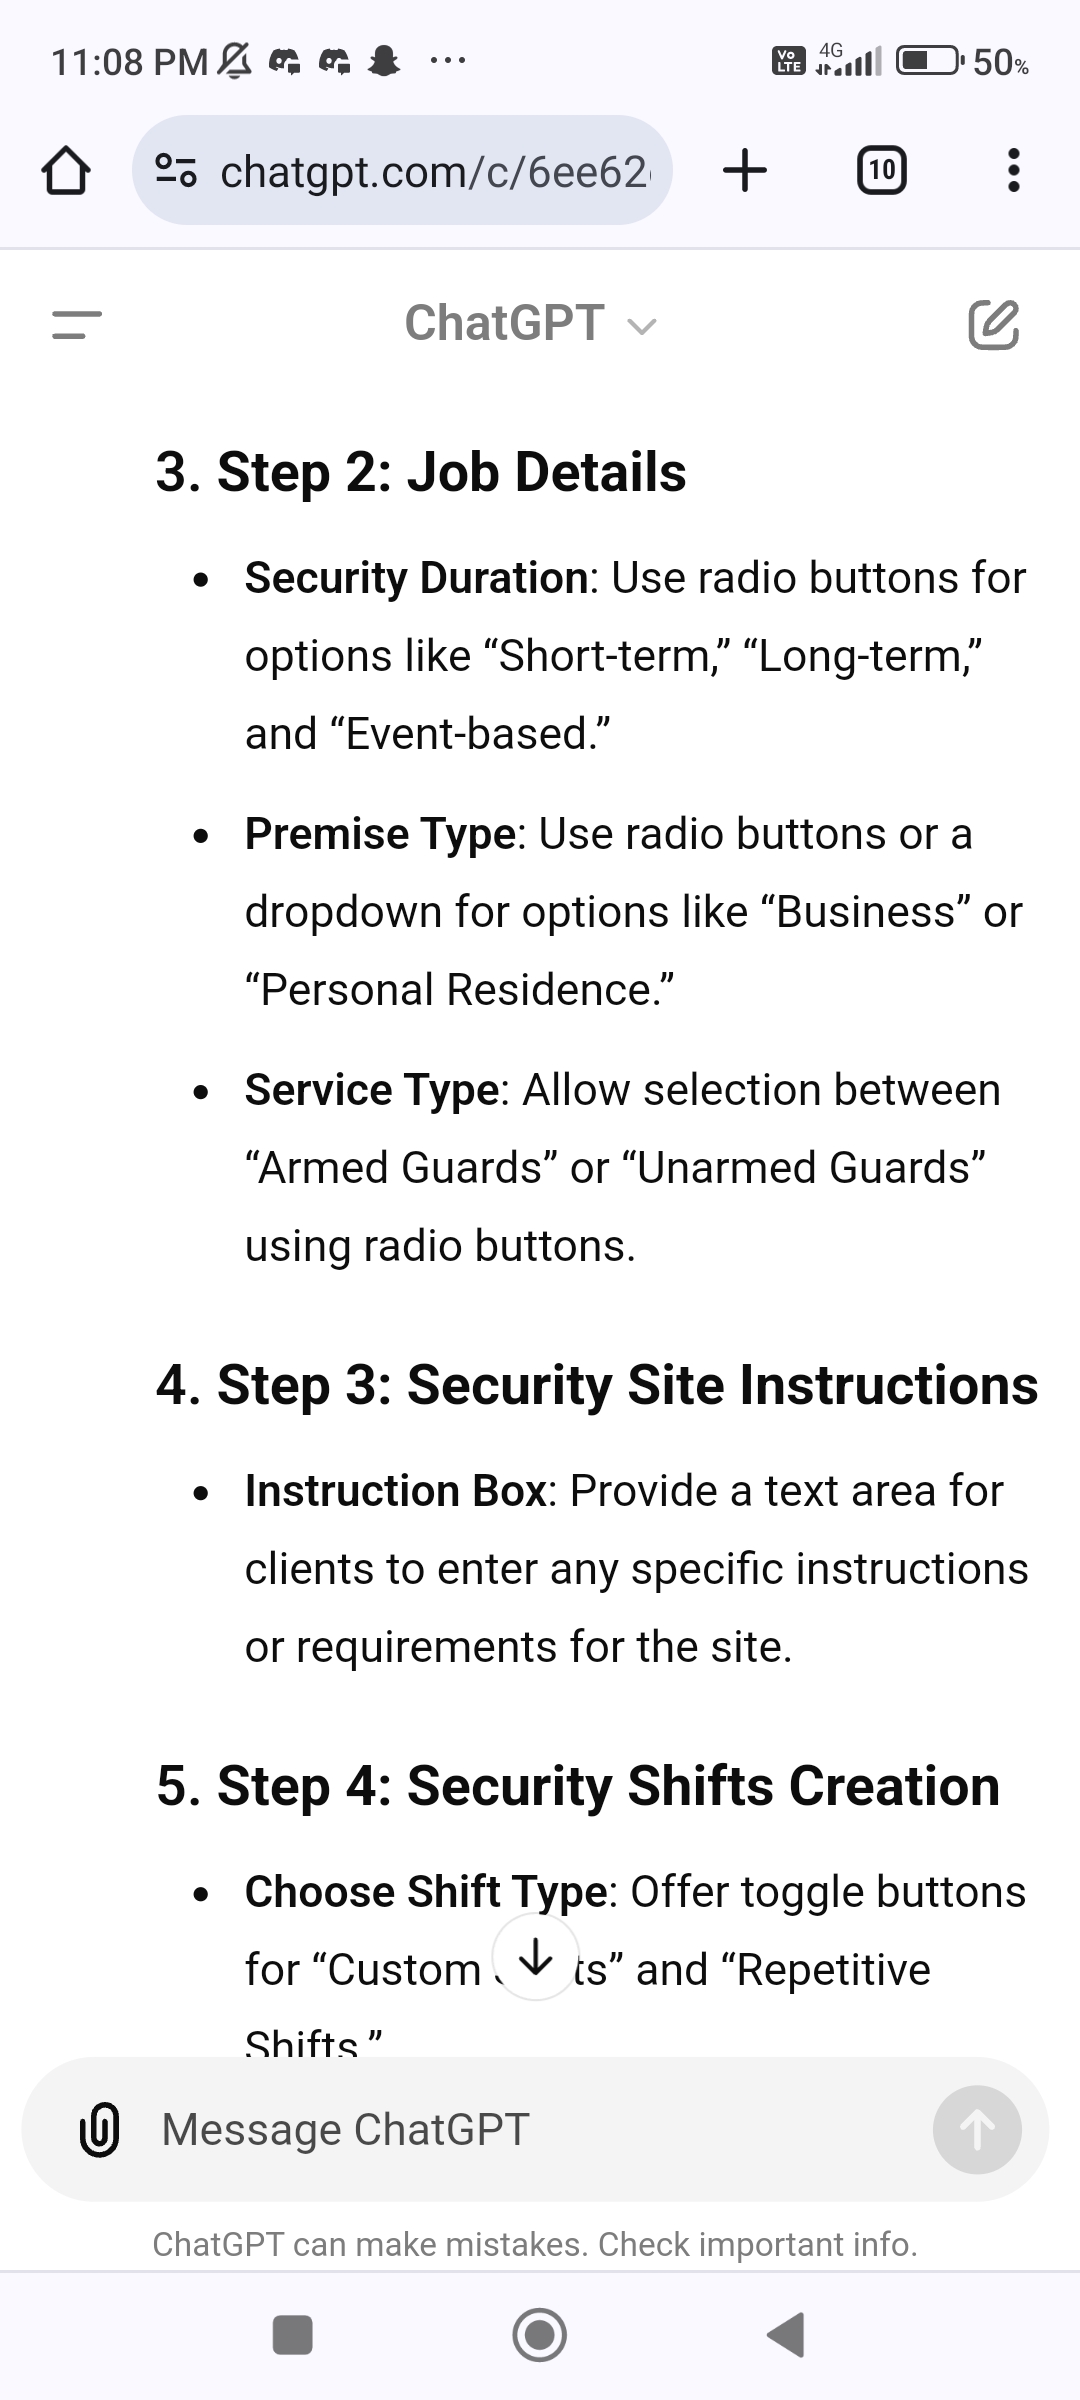 11:08 PM
Vo LTE 4G 50%
chatgpt.com/c/6ee62
10
ChatGPT
3. Step 2: Job Details
• Security Duration: Use radio buttons for
options like “Short-term,” “Long-term,”
and “Event-based.”
• Premise Type: Use radio buttons or a
dropdown for options like “Business” or
“Personal Residence.”
• Service Type: Allow selection between
“Armed Guards” or “Unarmed Guards”
using radio buttons.
4. Step 3: Security Site Instructions
• Instruction Box: Provide a text area for
clients to enter any specific instructions
or requirements for the site.
5. Step 4: Security Shifts Creation
• Choose Shift Type: Offer toggle buttons
for “Custom ts” and “Repetitive
Shifts.”
Message ChatGPT
ChatGPT can make mistakes. Check important info.